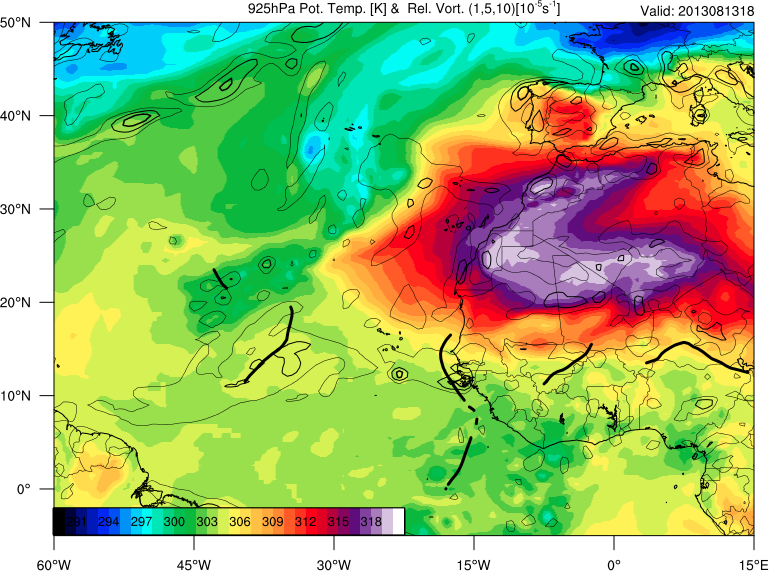 925hPa Pot. Temp. [K] & Rel. Vort. (1,5,10)[10⁻⁵s⁻¹]
Valid: 2013081318
50°N
40°N
30°N
20°N
10°N
0°
291 294 297 300 303 306 309 312 315 318
60°W 45°W 30°W 15°W 0° 15°E